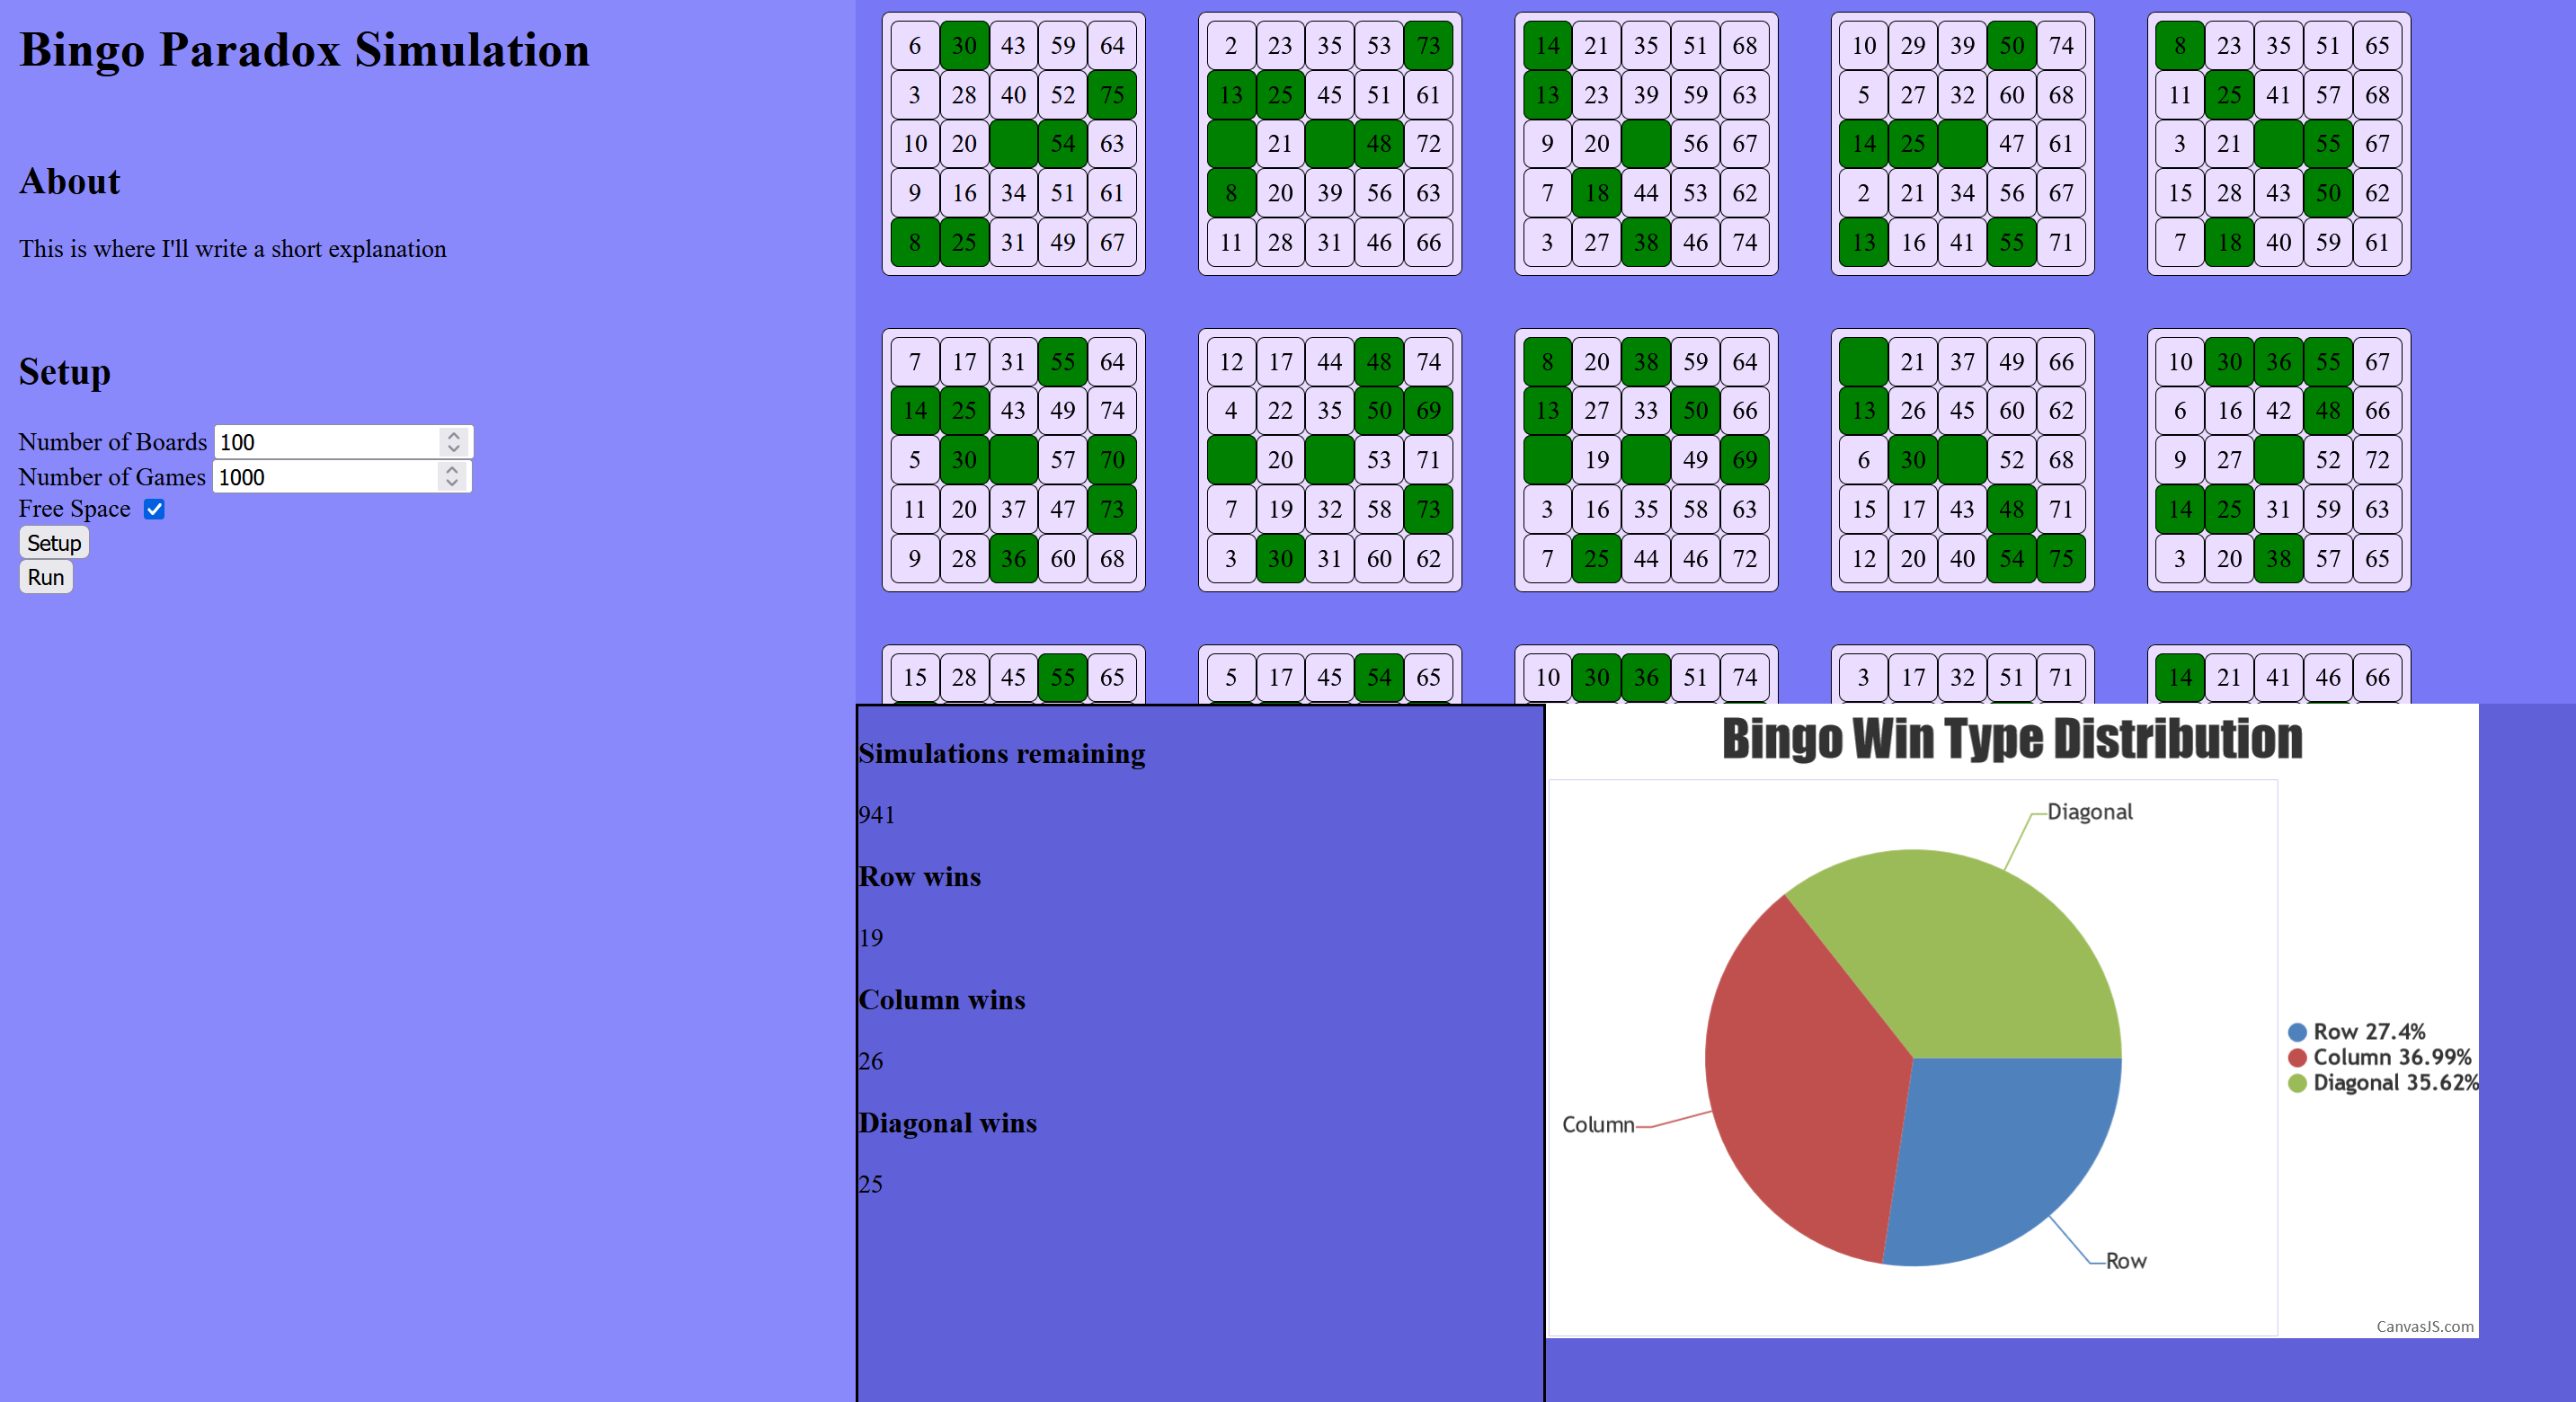 Bingo Paradox Simulation
About
This is where I'll write a short explanation
Setup
Number of Boards 100
Number of Games 1000
Free Space
Setup
Run
6 30 43 59 64
3 28 40 52 75
10 20 54 63
9 16 34 51 61
8 25 31 49 67
2 23 35 53 73
13 25 45 51 61
21 48 72
8 20 39 56 63
11 28 31 46 66
14 21 35 51 68
13 23 39 59 63
9 20 56 67
7 18 44 53 62
3 27 38 46 74
10 29 39 50 74
5 27 32 60 68
14 25 47 61
2 21 34 56 67
13 16 41 55 71
8 23 35 51 65
11 25 41 57 68
3 21 55 67
15 28 43 50 62
7 18 40 59 61
7 17 31 55 64
14 25 43 49 74
5 30 57 70
11 20 37 47 73
9 28 36 60 68
12 17 44 48 74
4 22 35 50 69
20 53 71
7 19 32 58 73
3 30 31 60 62
8 20 38 59 64
13 27 33 50 66
19 49 69
3 16 35 58 63
7 25 44 46 72
21 37 49 66
13 26 45 60 62
6 30 52 68
15 17 43 48 71
12 20 40 54 75
10 30 36 55 67
6 16 42 48 66
9 27 52 72
14 25 31 59 63
3 20 38 57 65
15 28 45 55 65
5 17 45 54 65
10 30 36 51 74
3 17 32 51 71
14 21 41 46 66
Simulations remaining
941
Row wins
19
Column wins
26
Diagonal wins
25
Bingo Win Type Distribution
Diagonal
Column
Row
Row 27.4%
Column 36.99%
Diagonal 35.62%
CanvasJS.com